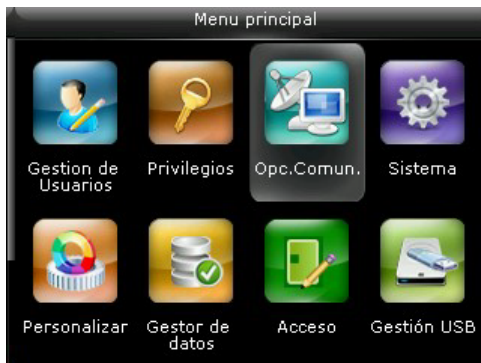 Menu principal
Gestion de
Usuarios
Privilegios
Opc.Comun.
Sistema
Personalizar
Gestor de
datos
Acceso
Gestión USB